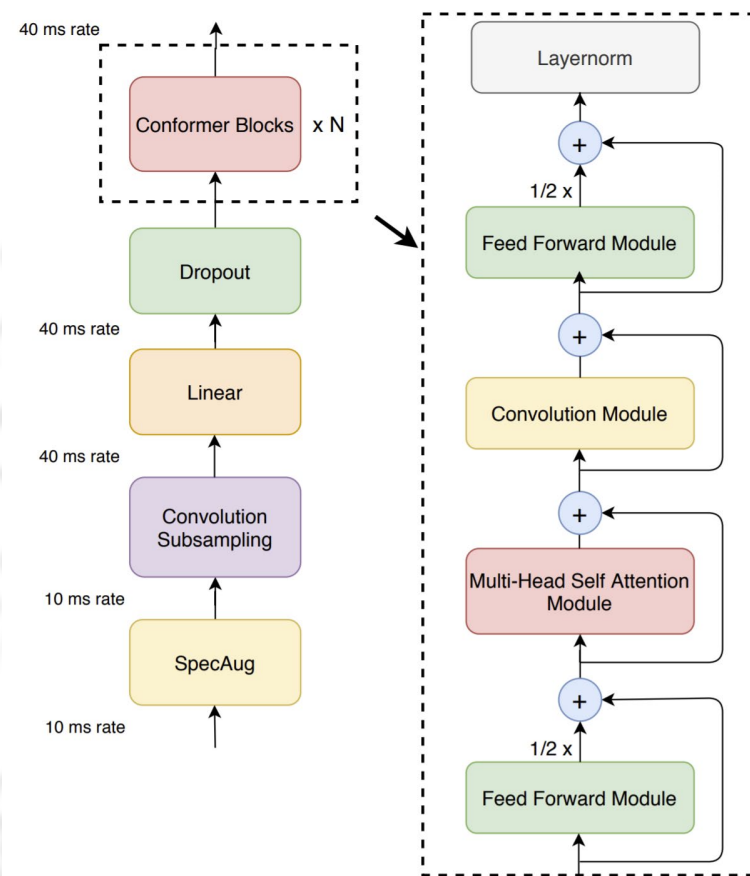 40 ms rate
Conformer Blocks
x N
Dropout
40 ms rate
Linear
40 ms rate
Convolution
Subsampling
10 ms rate
SpecAug
10 ms rate
Layernorm
+
1/2 x
Feed Forward Module
+
Convolution Module
+
Multi-Head Self Attention
Module
+
1/2 x
Feed Forward Module